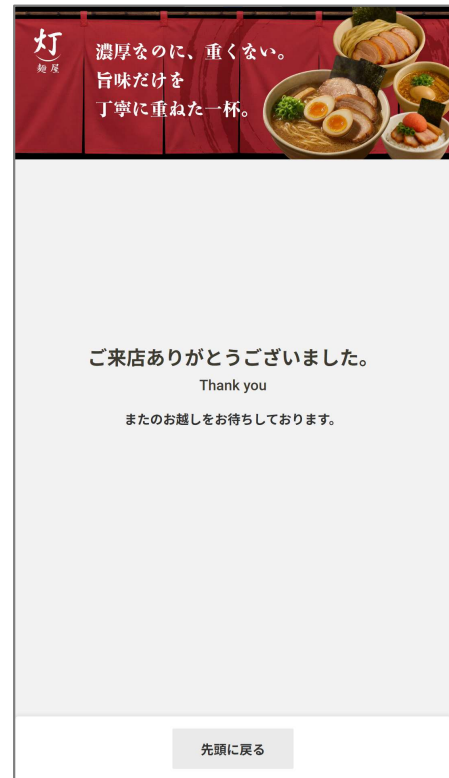 灯
麺屋
濃厚なのに、重くない。
旨味だけを
丁寧に重ねた一杯。
ご来店ありがとうございました。
Thank you
またのお越しをお待ちしております。
先頭に戻る